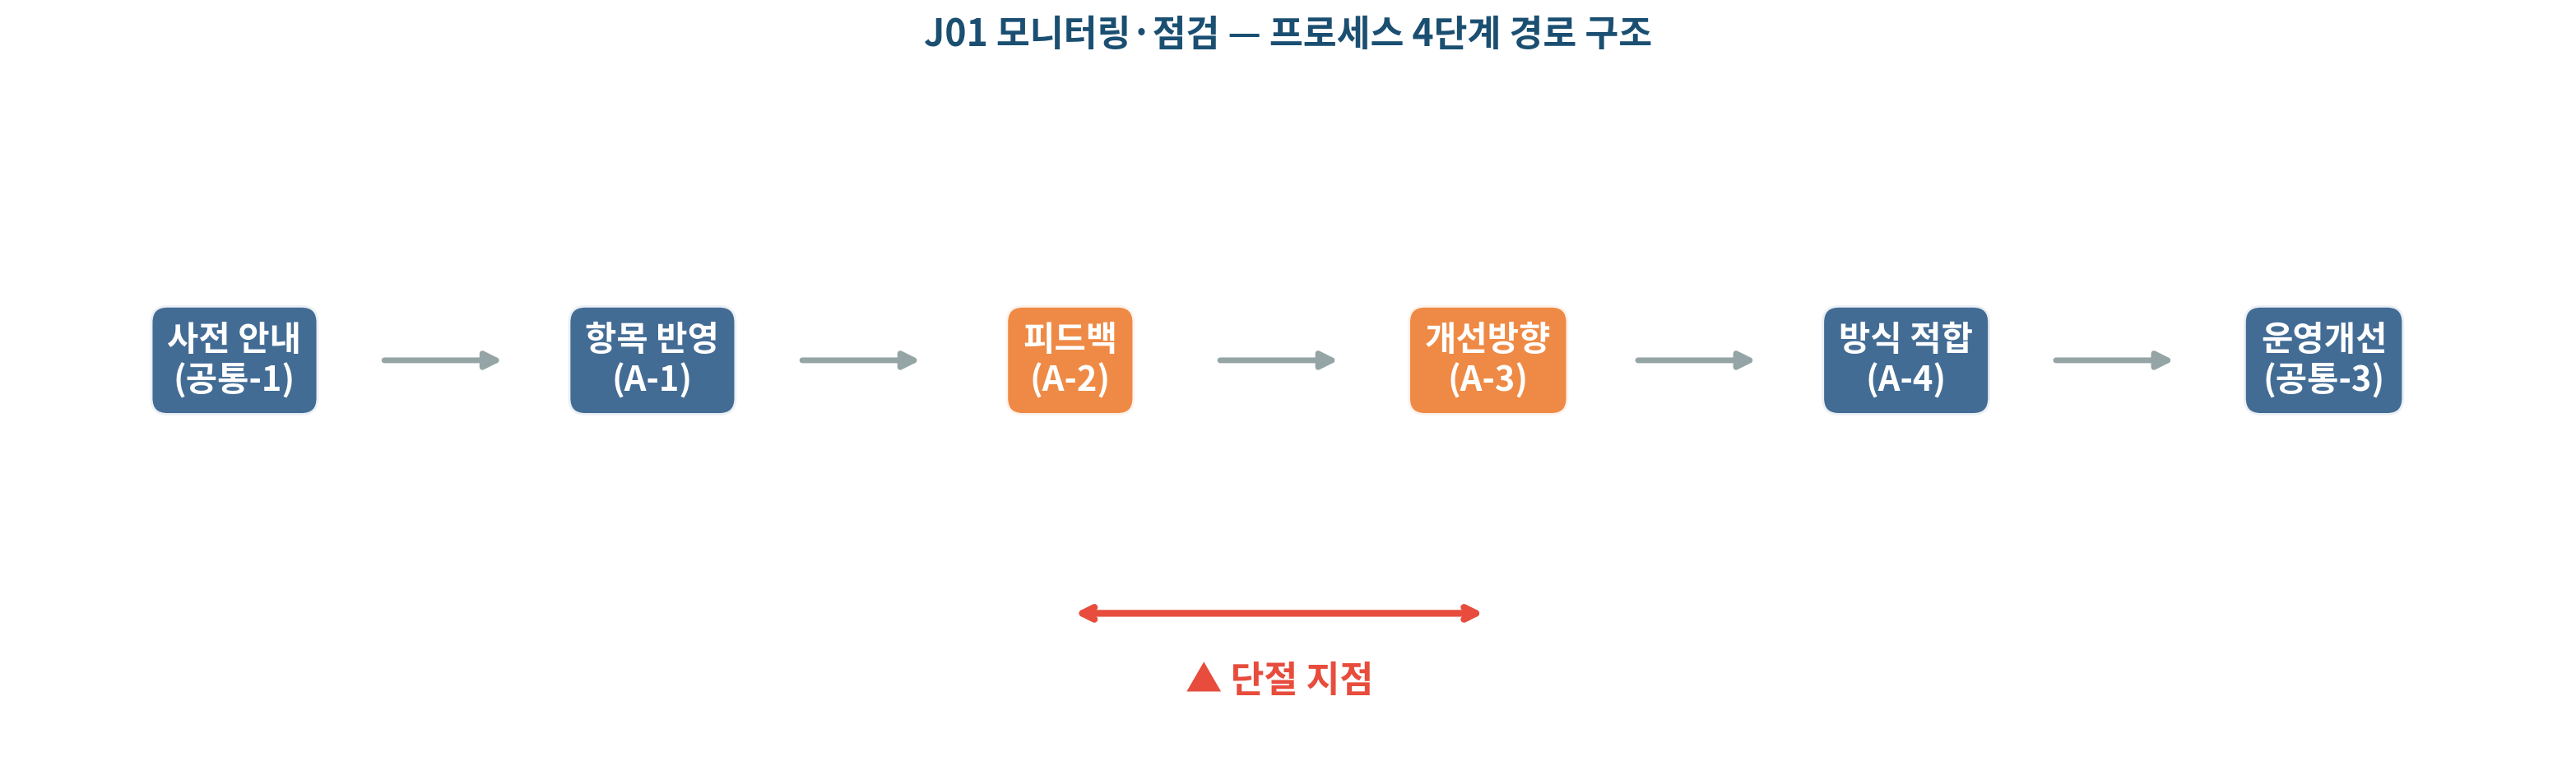 J01 모니터링·점검 — 프로세스 4단계 경로 구조
사전 안내
(공통-1)
항목 반영
(A-1)
피드백
(A-2)
개선방향
(A-3)
방식 적합
(A-4)
운영개선
(공통-3)
▲ 단절 지점